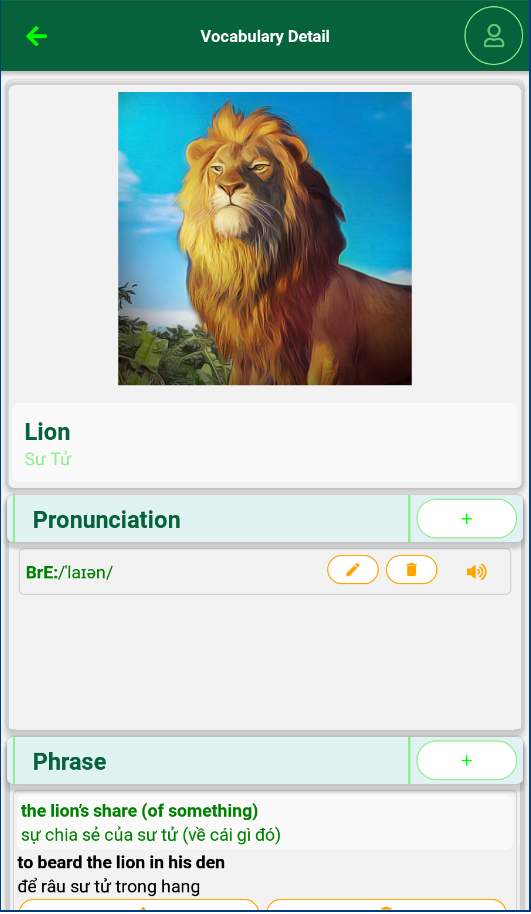 Vocabulary Detail
Lion
Sư Tử
Pronunciation
+
BrE:/ˈlaɪən/
Phrase
+
the lion's share (of something)
sự chia sẻ của sư tử (về cái gì đó)
to beard the lion in his den
để râu sư tử trong hang